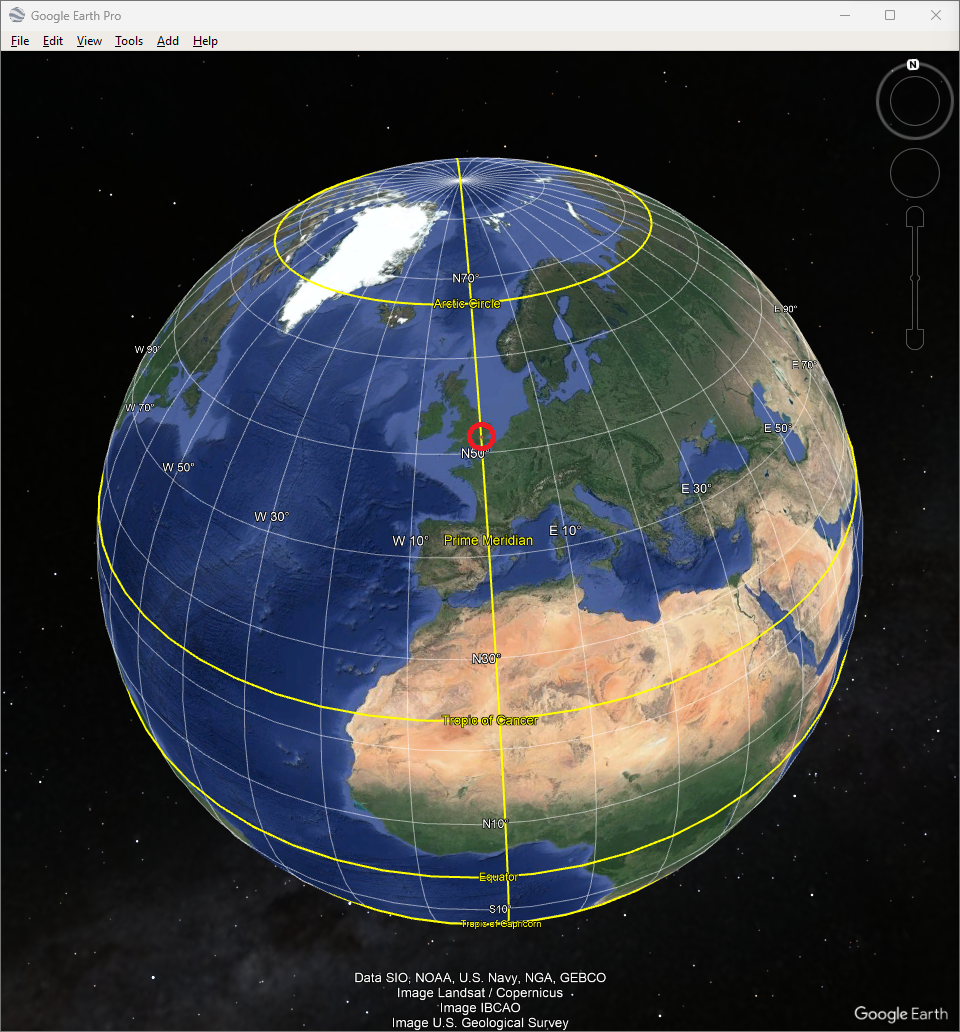 Google Earth Pro
File Edit View Tools Add Help
N
N70°
Arctic Circle
E 90°
W 90°
E 70°
W 70°
E 50°
N50°
W 50°
E 30°
W 30°
E 10°
W 10°
Prime Meridian
N30°
Tropic of Cancer
N10°
Equator
S10°
Tropic of Capricorn
Data SIO, NOAA, U.S. Navy, NGA, GEBCO
Image Landsat / Copernicus
Image IBCAO
Google Earth
Image U.S. Geological Survey